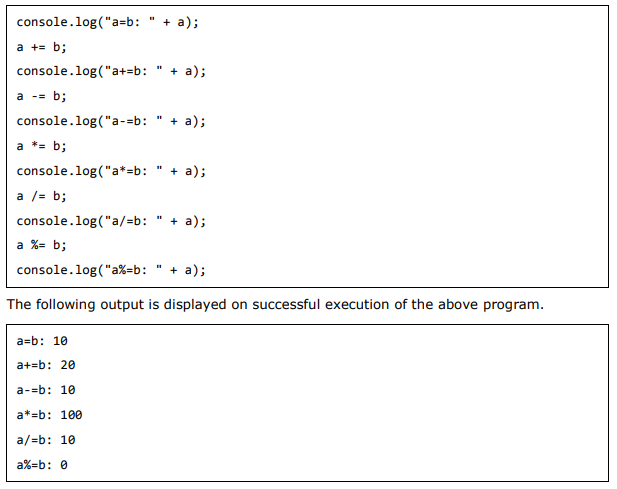 console.log("a=b: " + a);
a += b;
console.log("a+=b: " + a);
a -= b;
console.log("a-=b: " + a);
a *= b;
console.log("a*=b: " + a);
a /= b;
console.log("a/=b: " + a);
a %= b;
console.log("a%=b: " + a);
The following output is displayed on successful execution of the above program.
a=b: 10
a+=b: 20
a-=b: 10
a*=b: 100
a/=b: 10
a%=b: 0